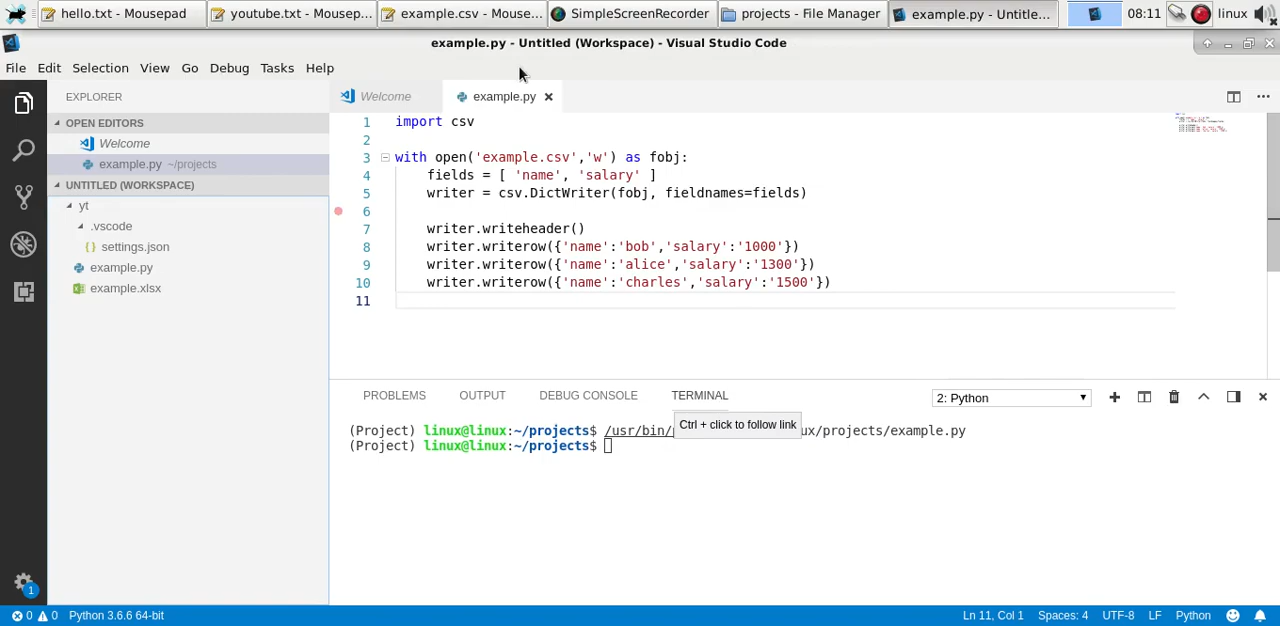 hello.txt - Mousepad
youtube.txt - Mousep...
example.csv - Mouse...
SimpleScreenRecorder
projects - File Manager
example.py - Untitle...
08:11
linux
example.py - Untitled (Workspace) - Visual Studio Code
File Edit Selection View Go Debug Tasks Help
EXPLORER
OPEN EDITORS
Welcome
example.py ~/projects
UNTITLED (WORKSPACE)
yt
.vscode
{} settings.json
example.py
example.xlsx
1
Welcome
example.py
1 import csv
2
3 with open('example.csv','w') as fobj:
4 fields = [ 'name', 'salary' ]
5 writer = csv.DictWriter(fobj, fieldnames=fields)
6
7 writer.writeheader()
8 writer.writerow({'name':'bob','salary':'1000'})
9 writer.writerow({'name':'alice','salary':'1300'})
10 writer.writerow({'name':'charles','salary':'1500'})
11
PROBLEMS OUTPUT DEBUG CONSOLE TERMINAL
2: Python
Ctrl + click to follow link
(Project) linux@linux:~/projects$ /usr/bin/ ux/projects/example.py
(Project) linux@linux:~/projects$
0 0 Python 3.6.6 64-bit
Ln 11, Col 1 Spaces: 4 UTF-8 LF Python